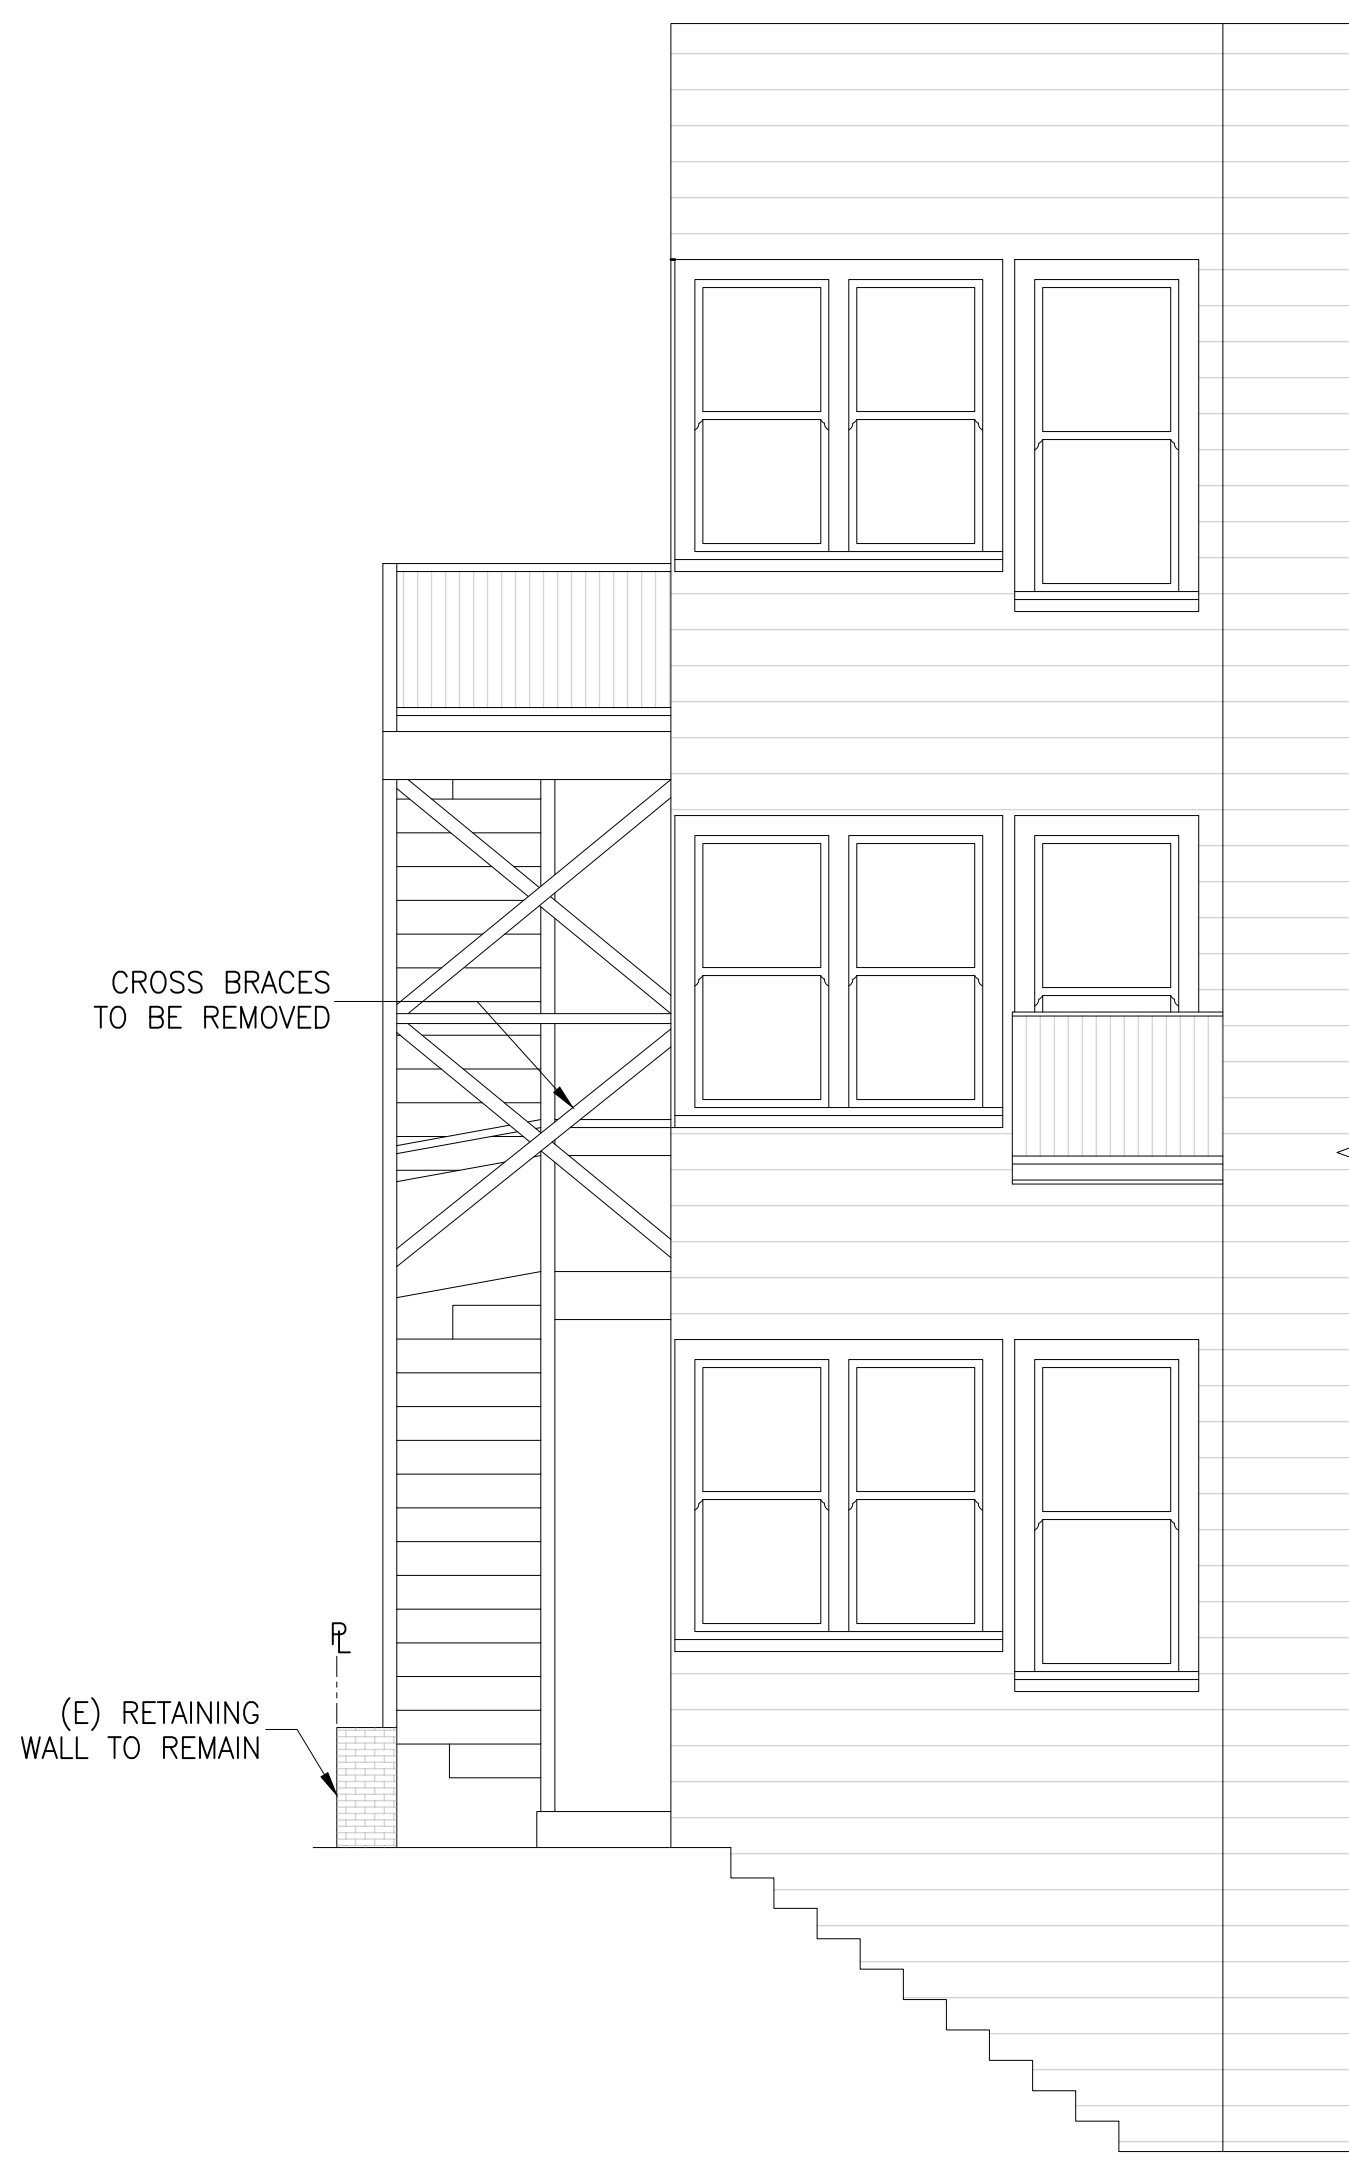 CROSS BRACES
TO BE REMOVED
PL
(E) RETAINING
WALL TO REMAIN